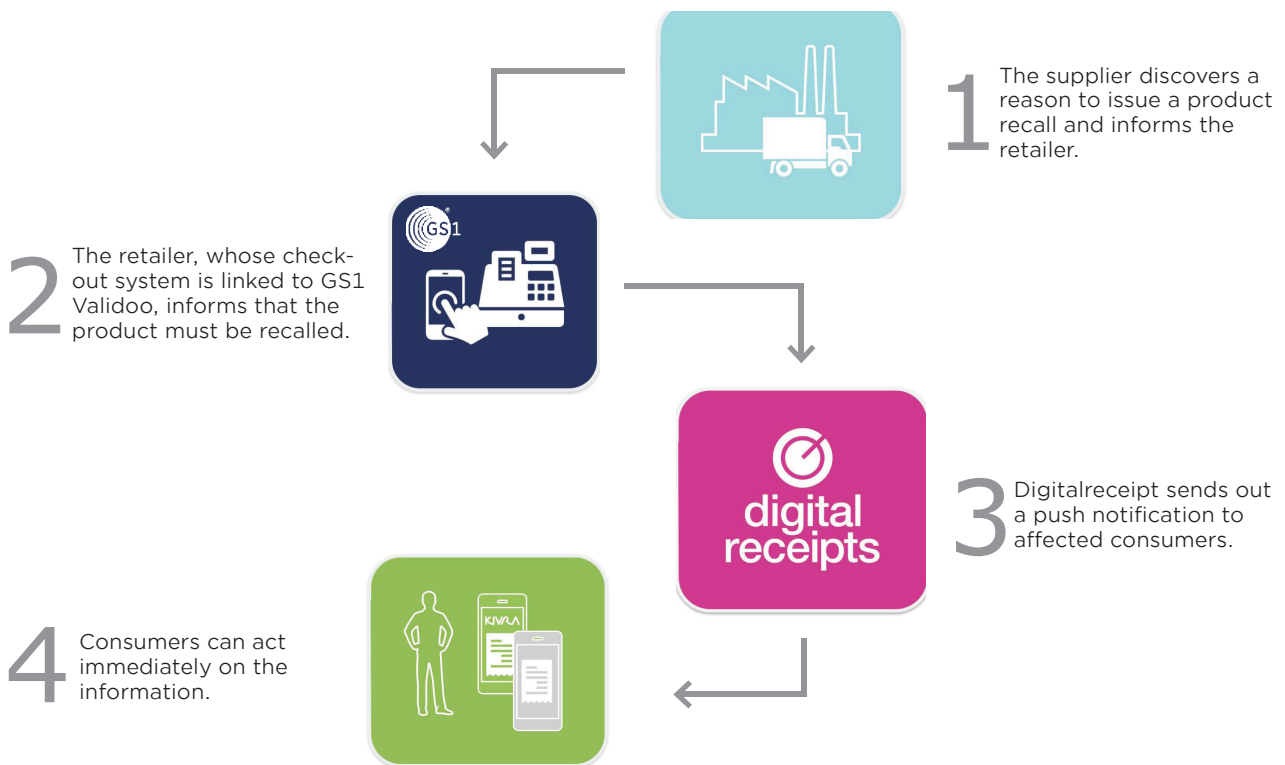 1
The supplier discovers a
reason to issue a product
recall and informs the
retailer.
GS1
®
2
The retailer, whose check-
out system is linked to GS1
Validoo, informs that the
product must be recalled.
digital
receipts
3
Digitalreceipt sends out
a push notification to
affected consumers.
KIVRA
4
Consumers can act
immediately on the
information.